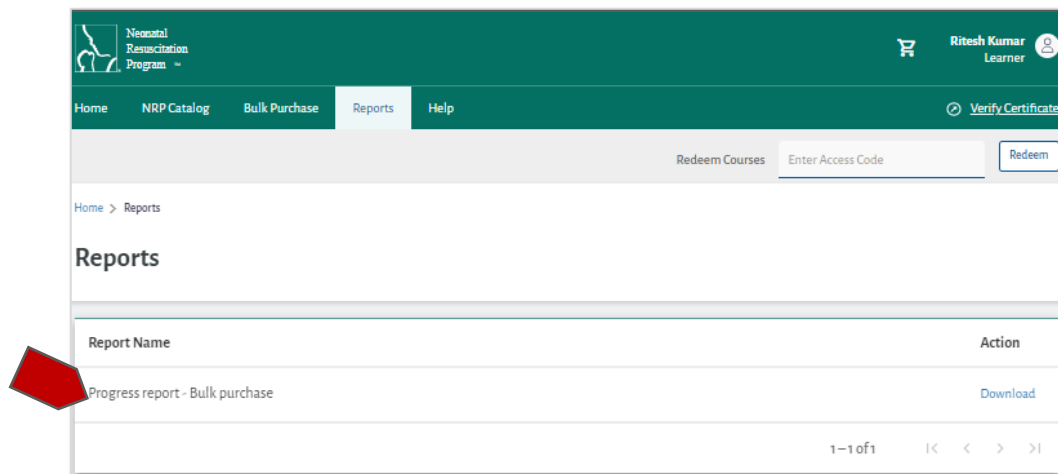 Neonatal
Resuscitation
Program ™
Ritesh Kumar
Learner
Home NRP Catalog Bulk Purchase Reports Help Verify Certificate
Redeem Courses Enter Access Code Redeem
Home > Reports
Reports
Report Name Action
Progress report - Bulk purchase Download
1–1 of 1